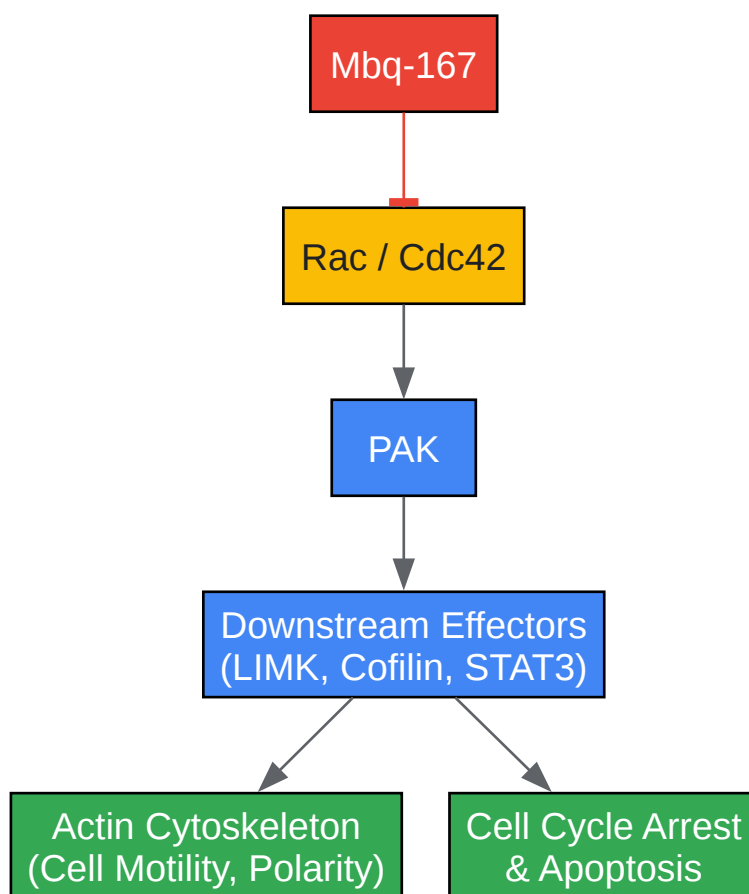 Mbq-167
Rac / Cdc42
PAK
Downstream Effectors
(LIMK, Cofilin, STAT3)
Actin Cytoskeleton
(Cell Motility, Polarity)
Cell Cycle Arrest
& Apoptosis